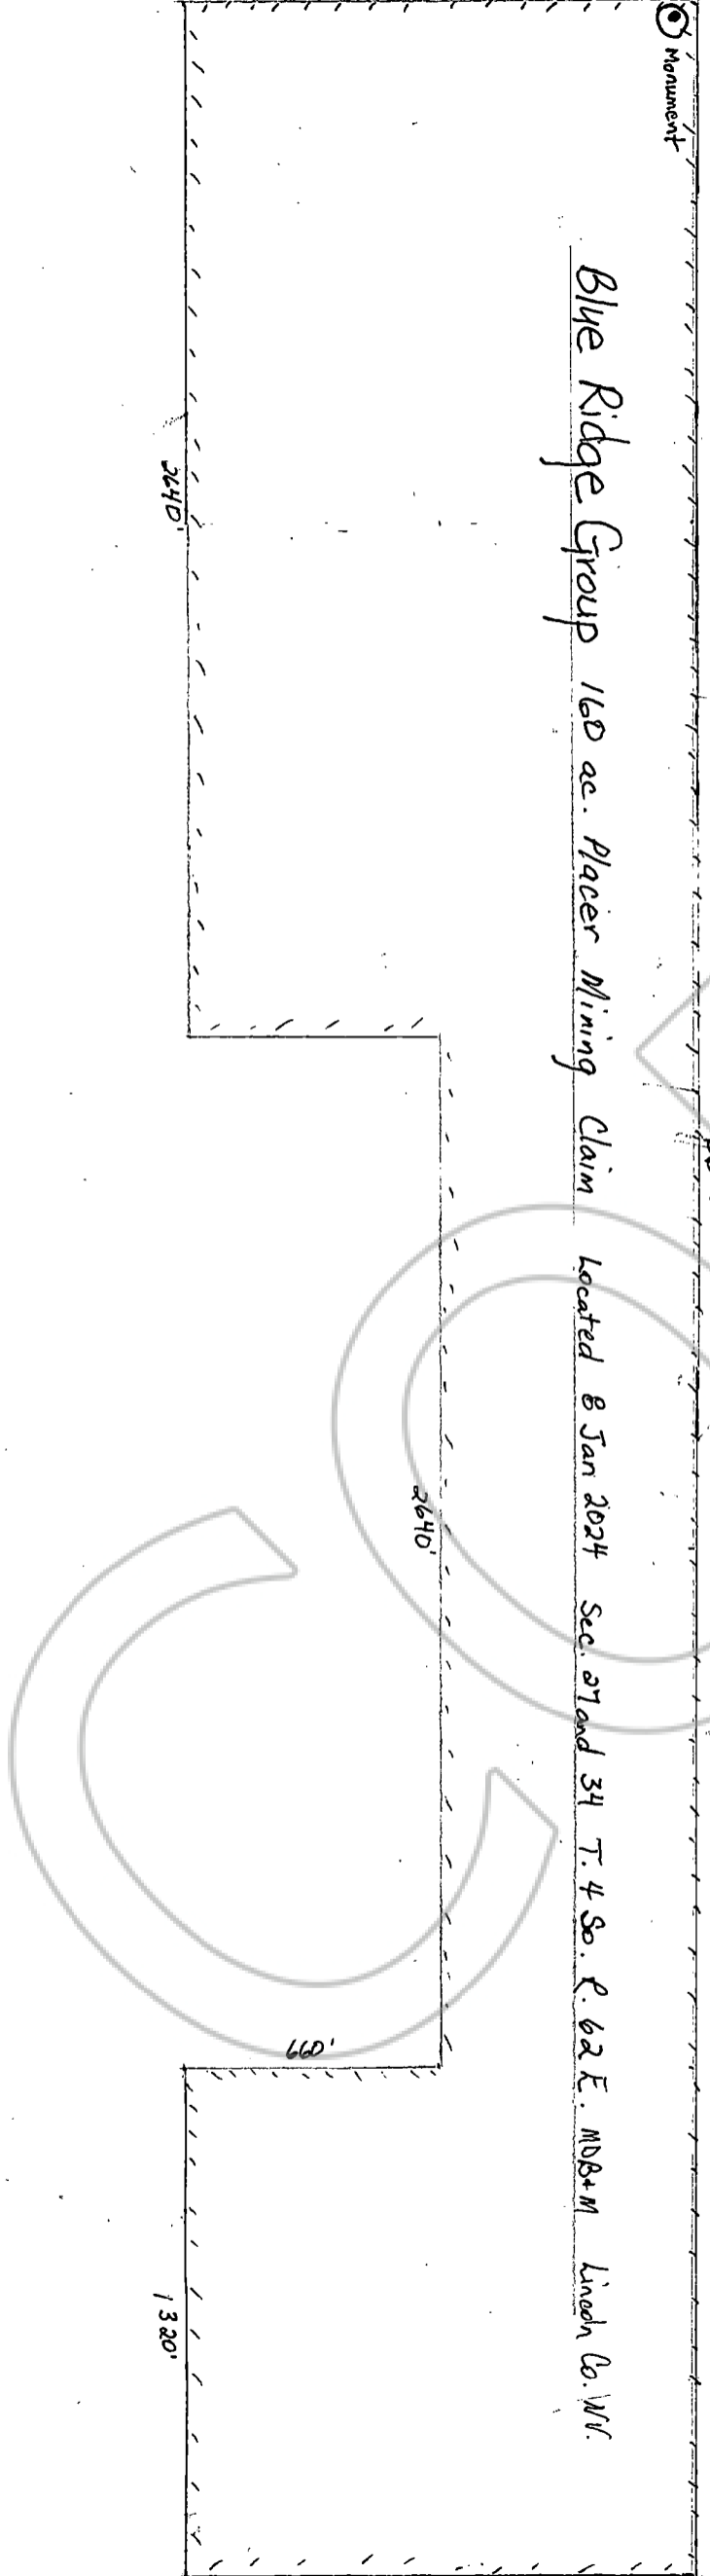 Monument
Blue Ridge Group 160 ac. Placer Mining Claim Located 8 Jan 2024 Sec. 27 and 34 T. 4 So. R. 62 E. MDB+M Lincoln Co. NV.
2640'
2640'
660'
1320'